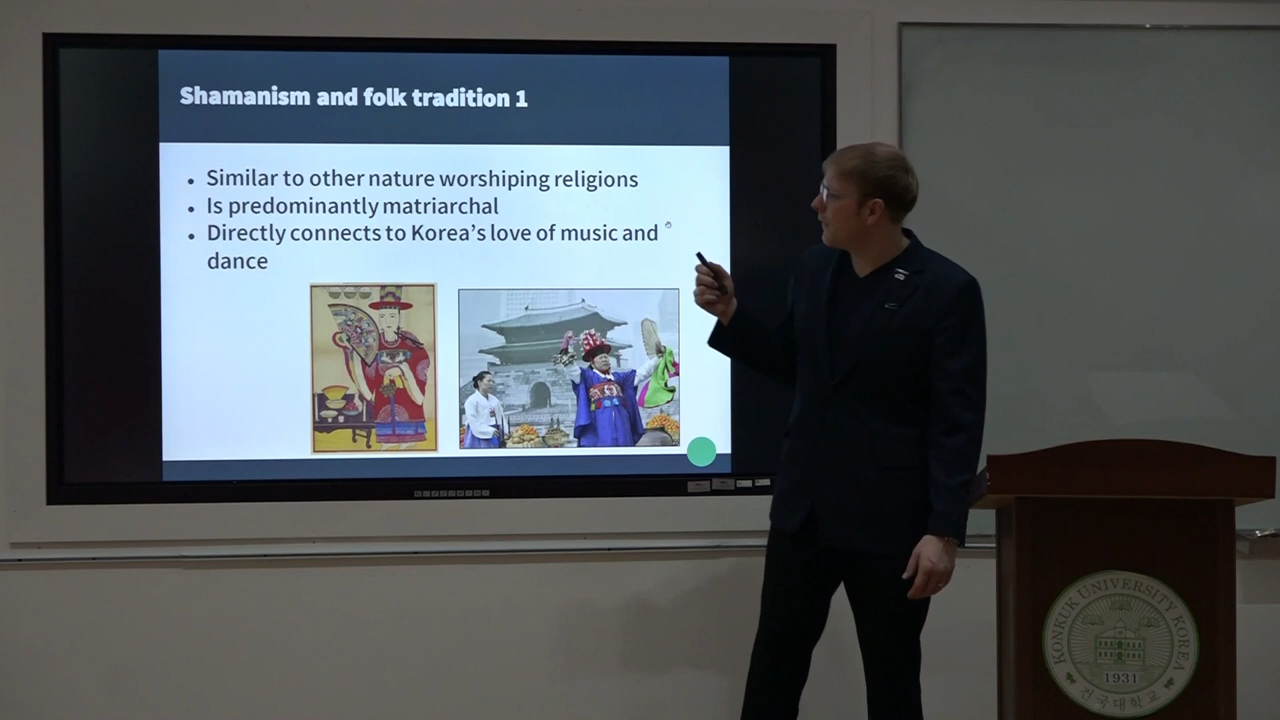 Shamanism and folk tradition 1
• Similar to other nature worshiping religions
• Is predominantly matriarchal
• Directly connects to Korea's love of music and
dance
KONKUK UNIVERSITY KOREA
1931
건국대학교